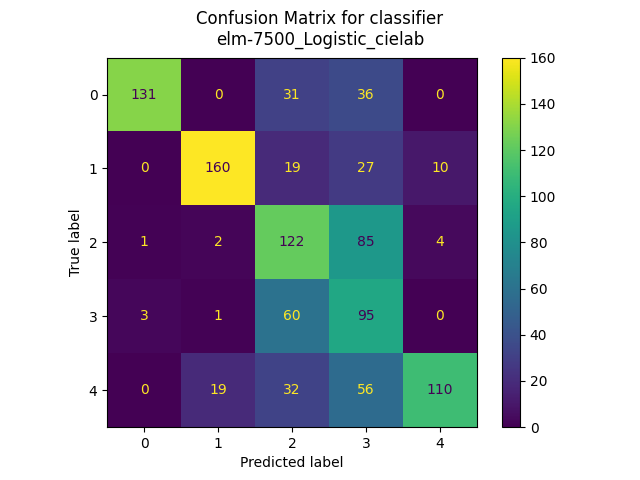 Confusion Matrix for classifier
elm-7500_Logistic_cielab
0 131 0 31 36 0
1 0 160 19 27 10
2 1 2 122 85 4
3 3 1 60 95 0
4 0 19 32 56 110
0 1 2 3 4
Predicted label
True label
160
140
120
100
80
60
40
20
0